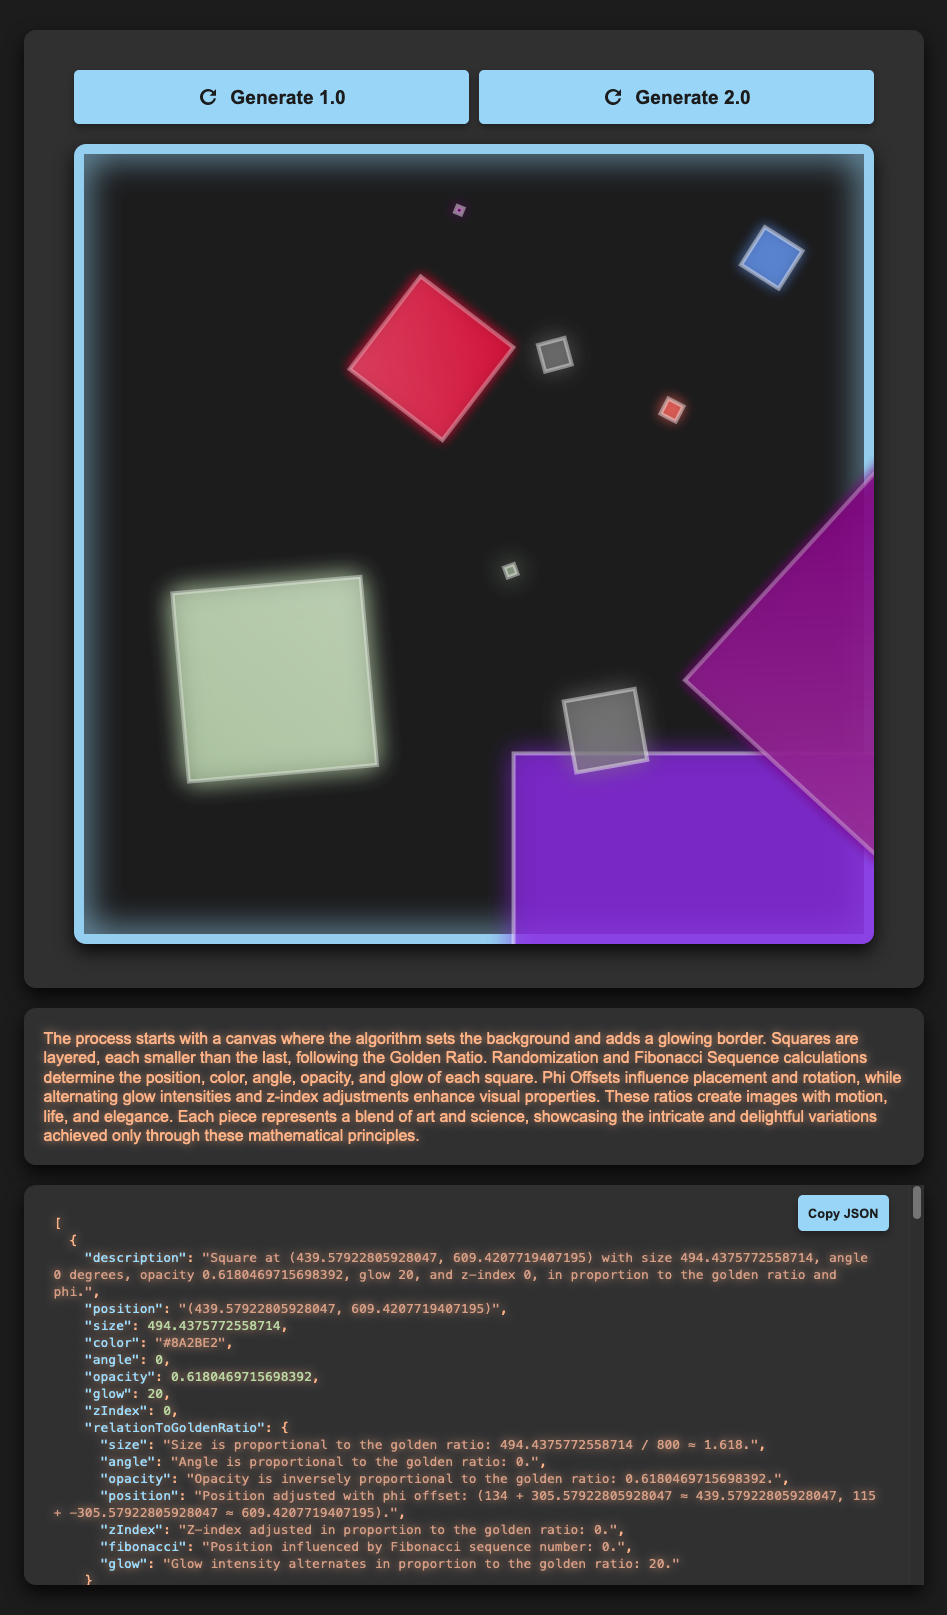 Generate 1.0
Generate 2.0
The process starts with a canvas where the algorithm sets the background and adds a glowing border. Squares are
layered, each smaller than the last, following the Golden Ratio. Randomization and Fibonacci Sequence calculations
determine the position, color, angle, opacity, and glow of each square. Phi Offsets influence placement and rotation, while
alternating glow intensities and z-index adjustments enhance visual properties. These ratios create images with motion,
life, and elegance. Each piece represents a blend of art and science, showcasing the intricate and delightful variations
achieved only through these mathematical principles.
Copy JSON
[
  {
    "description": "Square at (439.57922805928047, 609.4207719407195) with size 494.4375772558714, angle
0 degrees, opacity 0.6180469715698392, glow 20, and z-index 0, in proportion to the golden ratio and
phi.",
    "position": "(439.57922805928047, 609.4207719407195)",
    "size": 494.4375772558714,
    "color": "#8A2BE2",
    "angle": 0,
    "opacity": 0.6180469715698392,
    "glow": 20,
    "zIndex": 0,
    "relationToGoldenRatio": {
      "size": "Size is proportional to the golden ratio: 494.4375772558714 / 800 ≈ 1.618.",
      "angle": "Angle is proportional to the golden ratio: 0.",
      "opacity": "Opacity is inversely proportional to the golden ratio: 0.6180469715698392.",
      "position": "Position adjusted with phi offset: (134 + 305.57922805928047 ≈ 439.57922805928047, 115
+ -305.57922805928047 ≈ 609.4207719407195).",
      "zIndex": "Z-index adjusted in proportion to the golden ratio: 0.",
      "fibonacci": "Position influenced by Fibonacci sequence number: 0.",
      "glow": "Glow intensity alternates in proportion to the golden ratio: 20."
    }